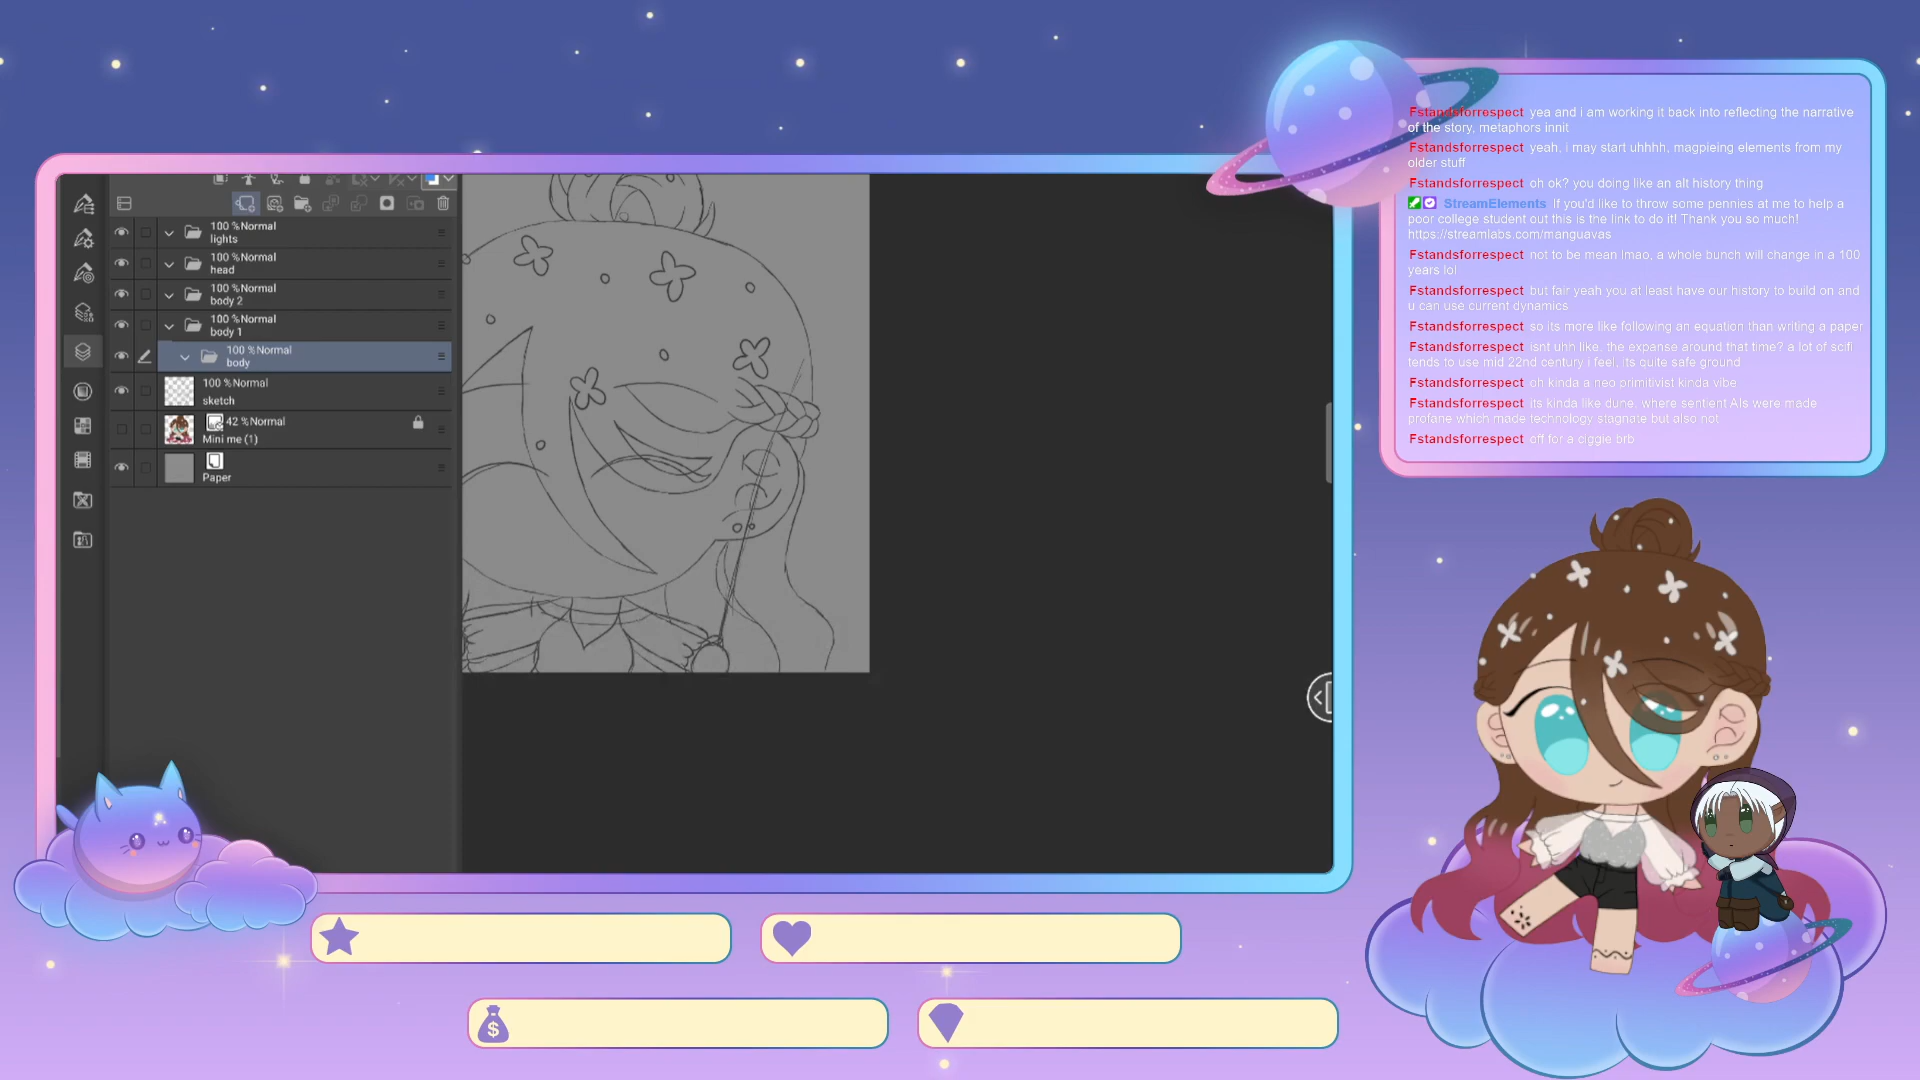 Fstandsforrespect yea and i am working it back into reflecting the narrative
of the story, metaphors innit
Fstandsforrespect yeah, i may start uhhhh, magpieing elements from my
older stuff
Fstandsforrespect oh ok? you doing like an alt history thing
StreamElements If you'd like to throw some pennies at me to help a
poor college student out this is the link to do it! Thank you so much!
https://streamlabs.com/manguavas
Fstandsforrespect not to be mean lmao, a whole bunch will change in a 100
years lol
Fstandsforrespect but fair yeah you at least have our history to build on and
u can use current dynamics
Fstandsforrespect so its more like following an equation than writing a paper
Fstandsforrespect isnt uhn like, the expanse around that time? a lot of scifi
tends to use mid 22nd century i feel, its quite safe ground
Fstandsforrespect oh kinda a neo primitivist kinda vibe
Fstandsforrespect its kinda like dune, where sentient AIs were made
profane which made technology stagnate but also not
Fstandsforrespect off for a ciggie brb
100 %Normal
lights
100 %Normal
head
100 %Normal
body 2
100 %Normal
body 1
100 %Normal
body
100 %Normal
sketch
42 %Normal
Mini me (1)
Paper
$